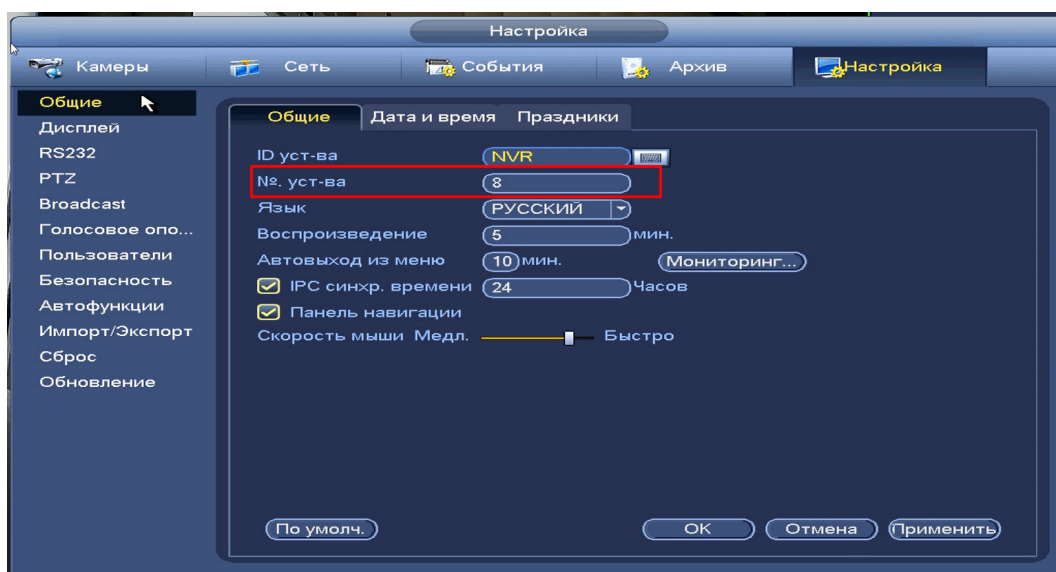 Настройка
Камеры Сеть События Архив Настройка
Общие
Дисплей
RS232
PTZ
Broadcast
Голосовое опо...
Пользователи
Безопасность
Автофункции
Импорт/Экспорт
Сброс
Обновление
Общие Дата и время Праздники
ID уст-ва NVR
№. уст-ва 8
Язык РУССКИЙ
Воспроизведение 5 мин.
Автовыход из меню 10 мин. Мониторинг...
IPC синхр. времени 24 Часов
Панель навигации
Скорость мыши Медл. Быстро
По умолч. OK Отмена Применить